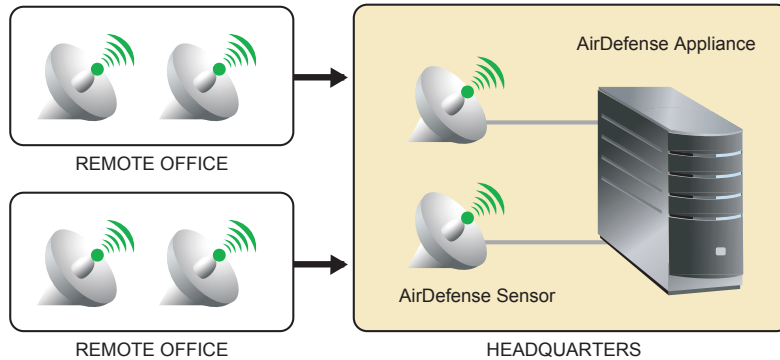 AirDefense Appliance
REMOTE OFFICE
AirDefense Sensor
REMOTE OFFICE
HEADQUARTERS